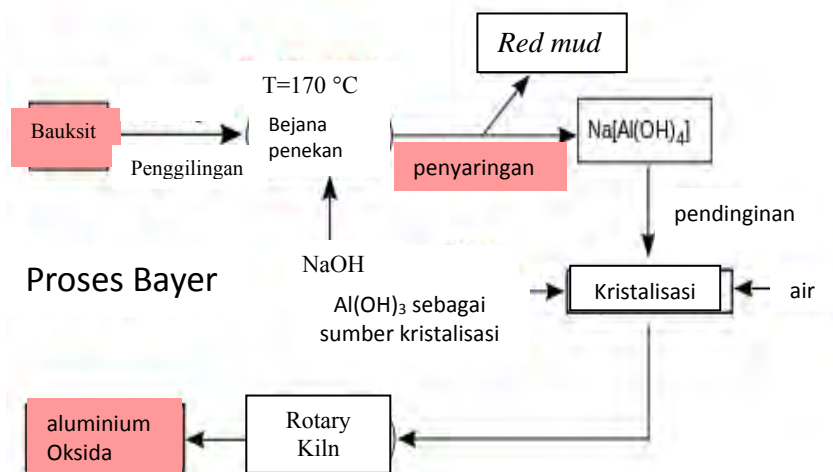 Red mud
T=170 °C
Bauksit
Penggilingan
Bejana
penekan
penyaringan
Na[Al(OH)₄]
pendinginan
NaOH
Proses Bayer
Al(OH)₃ sebagai
sumber kristalisasi
Kristalisasi
air
aluminium
Oksida
Rotary
Kiln